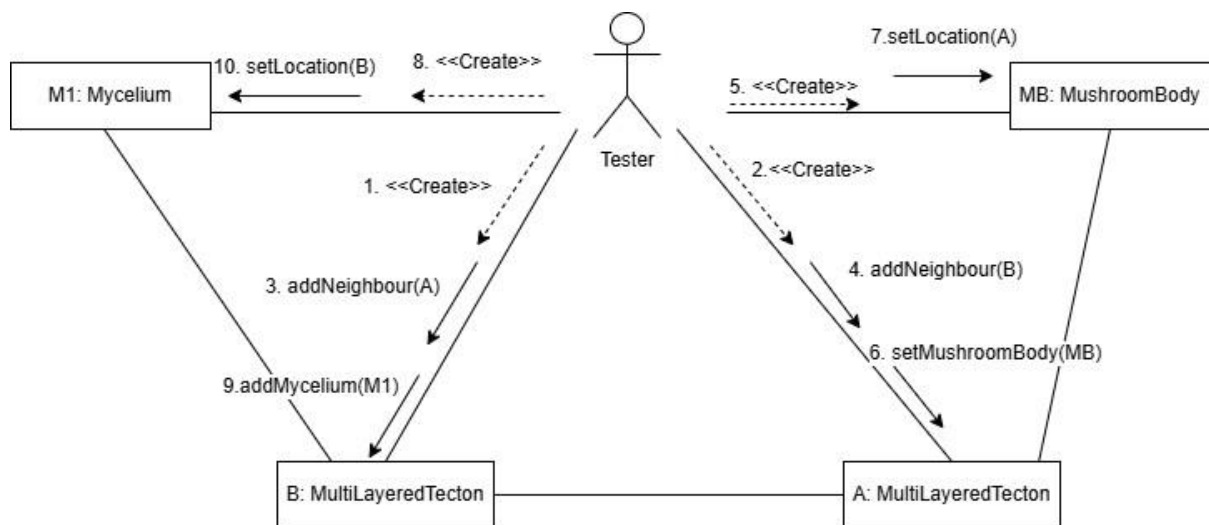 7.setLocation(A)
10. setLocation(B)
8. <<Create>>
5. <<Create>>
M1: Mycelium
MB: MushroomBody
Tester
1. <<Create>>
2.<<Create>>
3. addNeighbour(A)
4. addNeighbour(B)
6. setMushroomBody(MB)
9.addMycelium(M1)
B: MultiLayeredTecton
A: MultiLayeredTecton